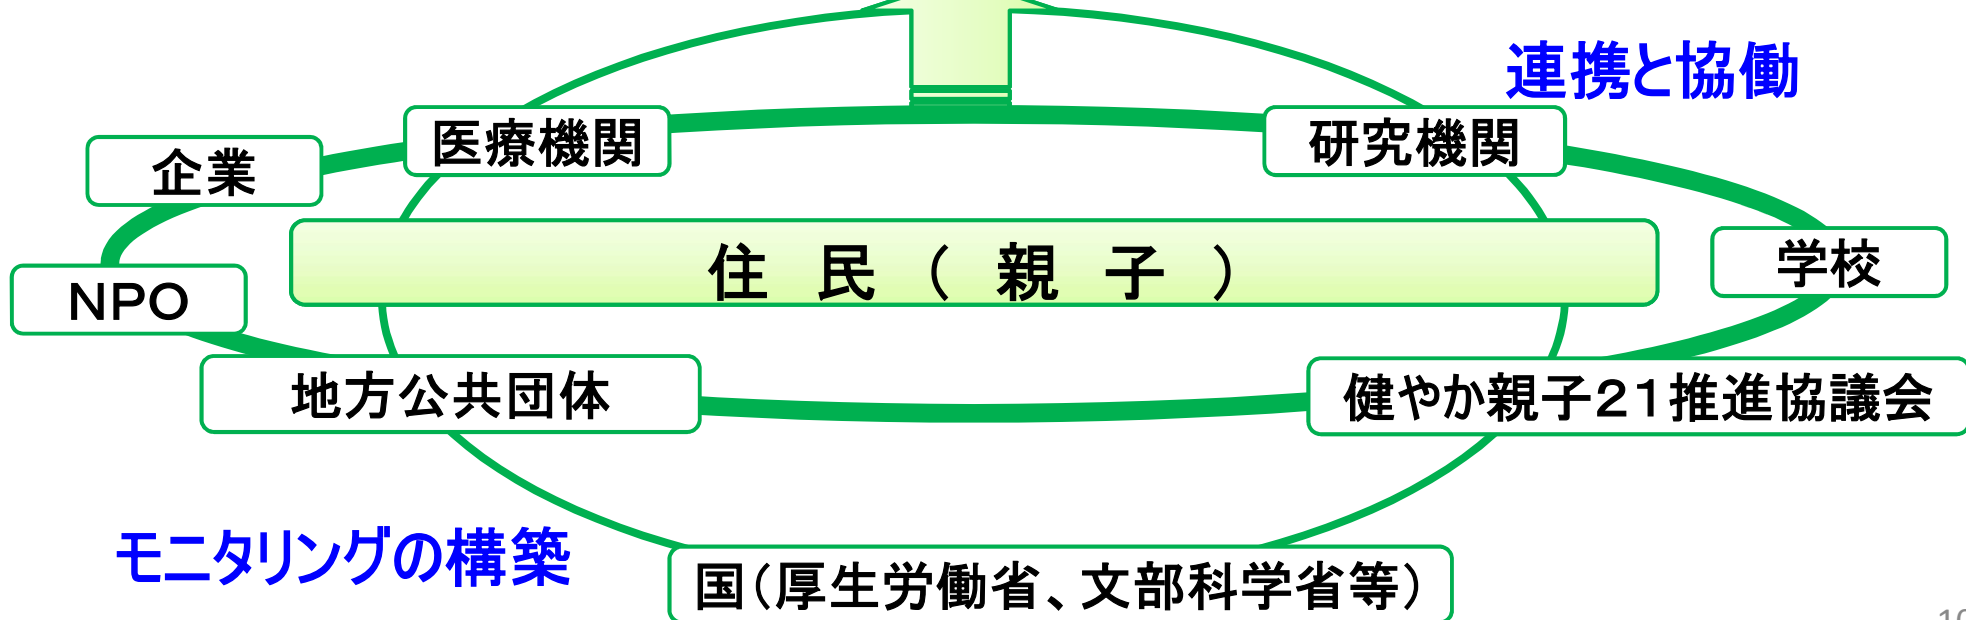 連携と協働
医療機関
研究機関
企業
住 民 ( 親 子 )
学校
NPO
地方公共団体
健やか親子21推進協議会
モニタリングの構築
国(厚生労働省、文部科学省等)